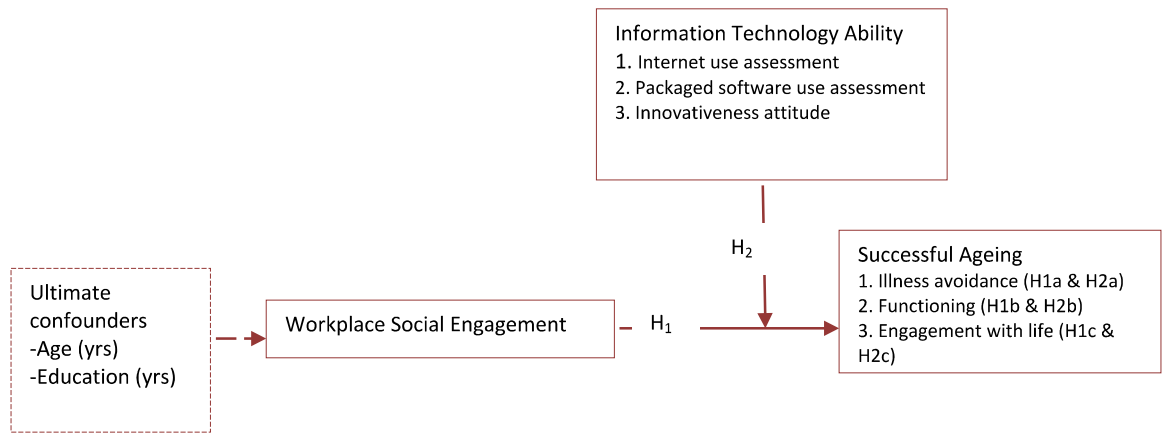 Information Technology Ability
1. Internet use assessment
2. Packaged software use assessment
3. Innovativeness attitude
H₂
Successful Ageing
1. Illness avoidance (H1a & H2a)
2. Functioning (H1b & H2b)
3. Engagement with life (H1c &
H2c)
Ultimate
confounders
-Age (yrs)
-Education (yrs)
Workplace Social Engagement
H₁